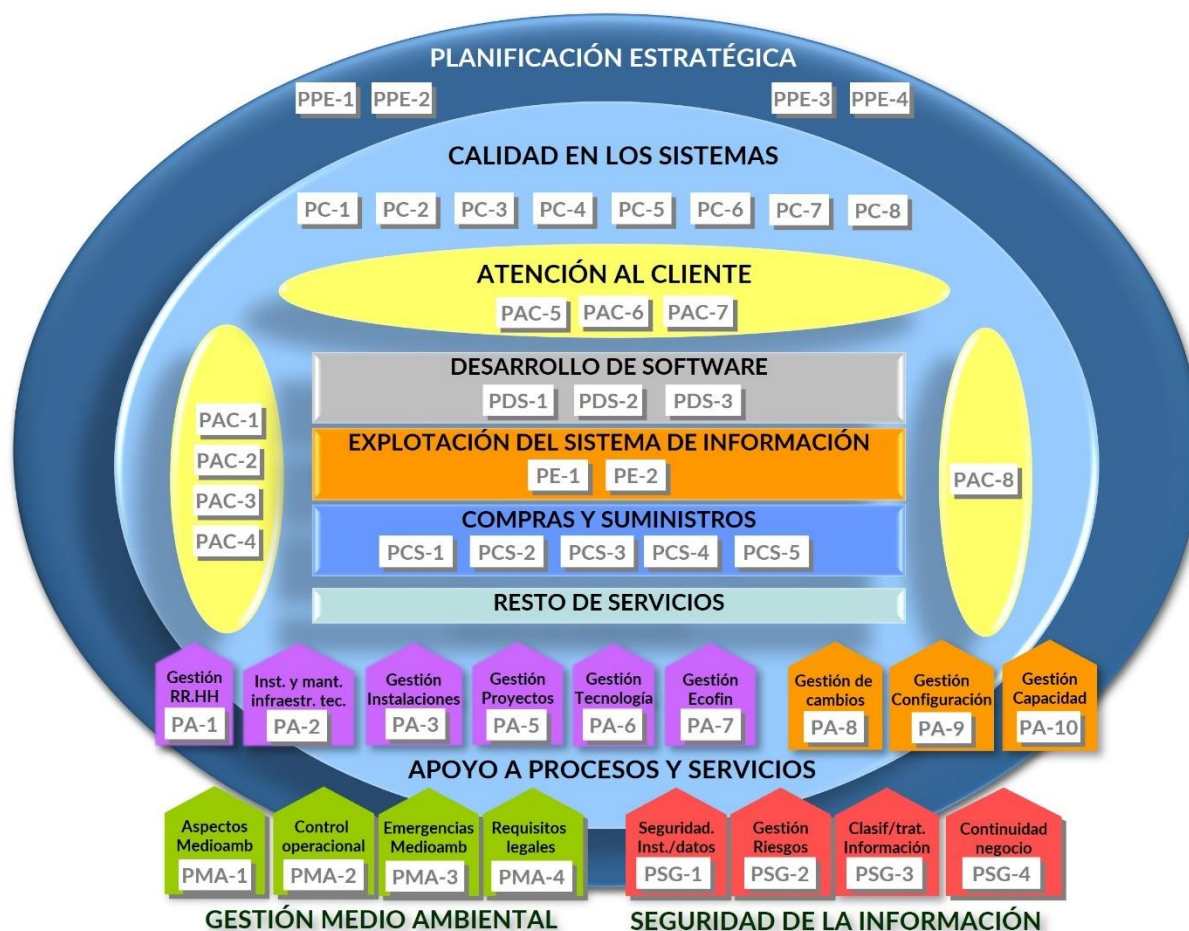 PLANIFICACIÓN ESTRATÉGICA
PPE-1 PPE-2 PPE-3 PPE-4
CALIDAD EN LOS SISTEMAS
PC-1 PC-2 PC-3 PC-4 PC-5 PC-6 PC-7 PC-8
ATENCIÓN AL CLIENTE
PAC-5 PAC-6 PAC-7
PAC-1
PAC-2
PAC-3
PAC-4
DESARROLLO DE SOFTWARE
PDS-1 PDS-2 PDS-3
EXPLOTACIÓN DEL SISTEMA DE INFORMACIÓN
PE-1 PE-2
COMPRAS Y SUMINISTROS
PCS-1 PCS-2 PCS-3 PCS-4 PCS-5
RESTO DE SERVICIOS
PAC-8
Gestión
RR.HH
PA-1
Inst. y mant.
infraestr. tec.
PA-2
Gestión
Instalaciones
PA-3
Gestión
Proyectos
PA-5
Gestión
Tecnología
PA-6
Gestión
Ecofin
PA-7
Gestión de
cambios
PA-8
Gestión
Configuración
PA-9
Gestión
Capacidad
PA-10
APOYO A PROCESOS Y SERVICIOS
Aspectos
Medioamb
PMA-1
Control
operacional
PMA-2
Emergencias
Medioamb
PMA-3
Requisitos
legales
PMA-4
Seguridad.
Inst./datos
PSG-1
Gestión
Riesgos
PSG-2
Clasif/trat.
Información
PSG-3
Continuidad
negocio
PSG-4
GESTIÓN MEDIO AMBIENTAL
SEGURIDAD DE LA INFORMACIÓN